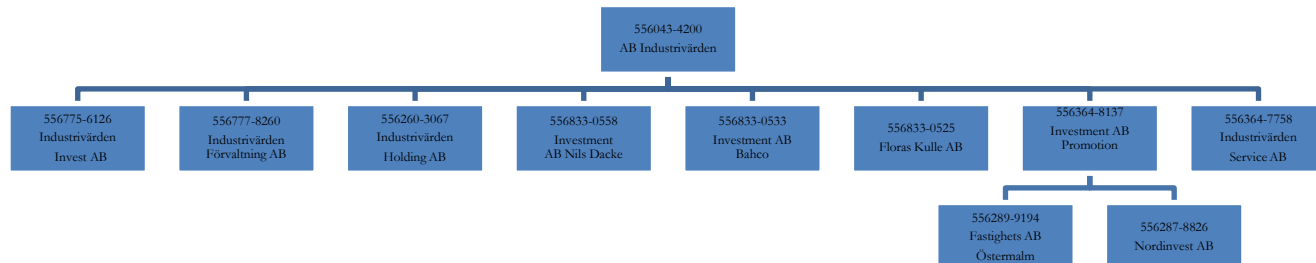 556043-4200
AB Industrivärden
556775-6126
Industrivärden
Invest AB
556777-8260
Industrivärden
Förvaltning AB
556260-3067
Industrivärden
Holding AB
556833-0558
Investment
AB Nils Dacke
556833-0533
Investment AB
Bahco
556833-0525
Floras Kulle AB
556364-8137
Investment AB
Promotion
556364-7758
Industrivärden
Service AB
556289-9194
Fastighets AB
Östermalm
556287-8826
Nordinvest AB